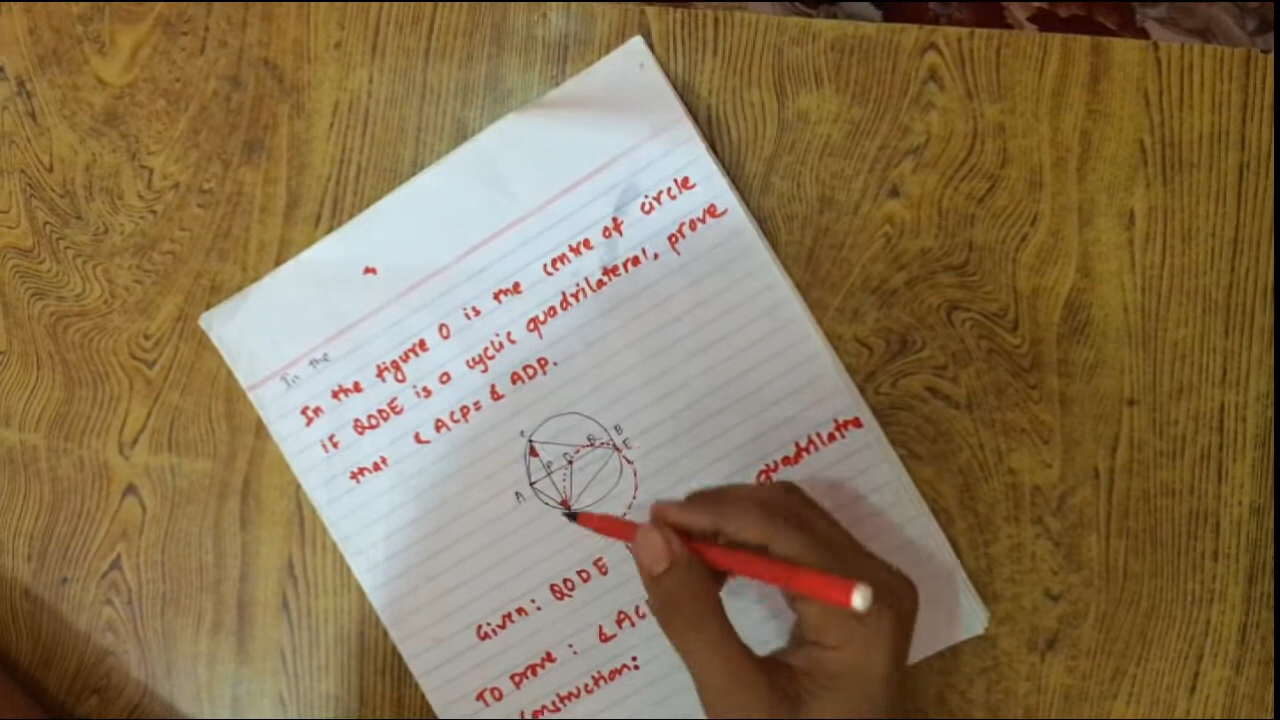 In the
In the figure O is the centre of circle
if QODE is a cyclic quadrilateral, prove
that ∠ACP = ∠ADP.
C
B
Q
E
O
P
A
Given: QODE quadrilatra
To prove : ∠AC
Construction: